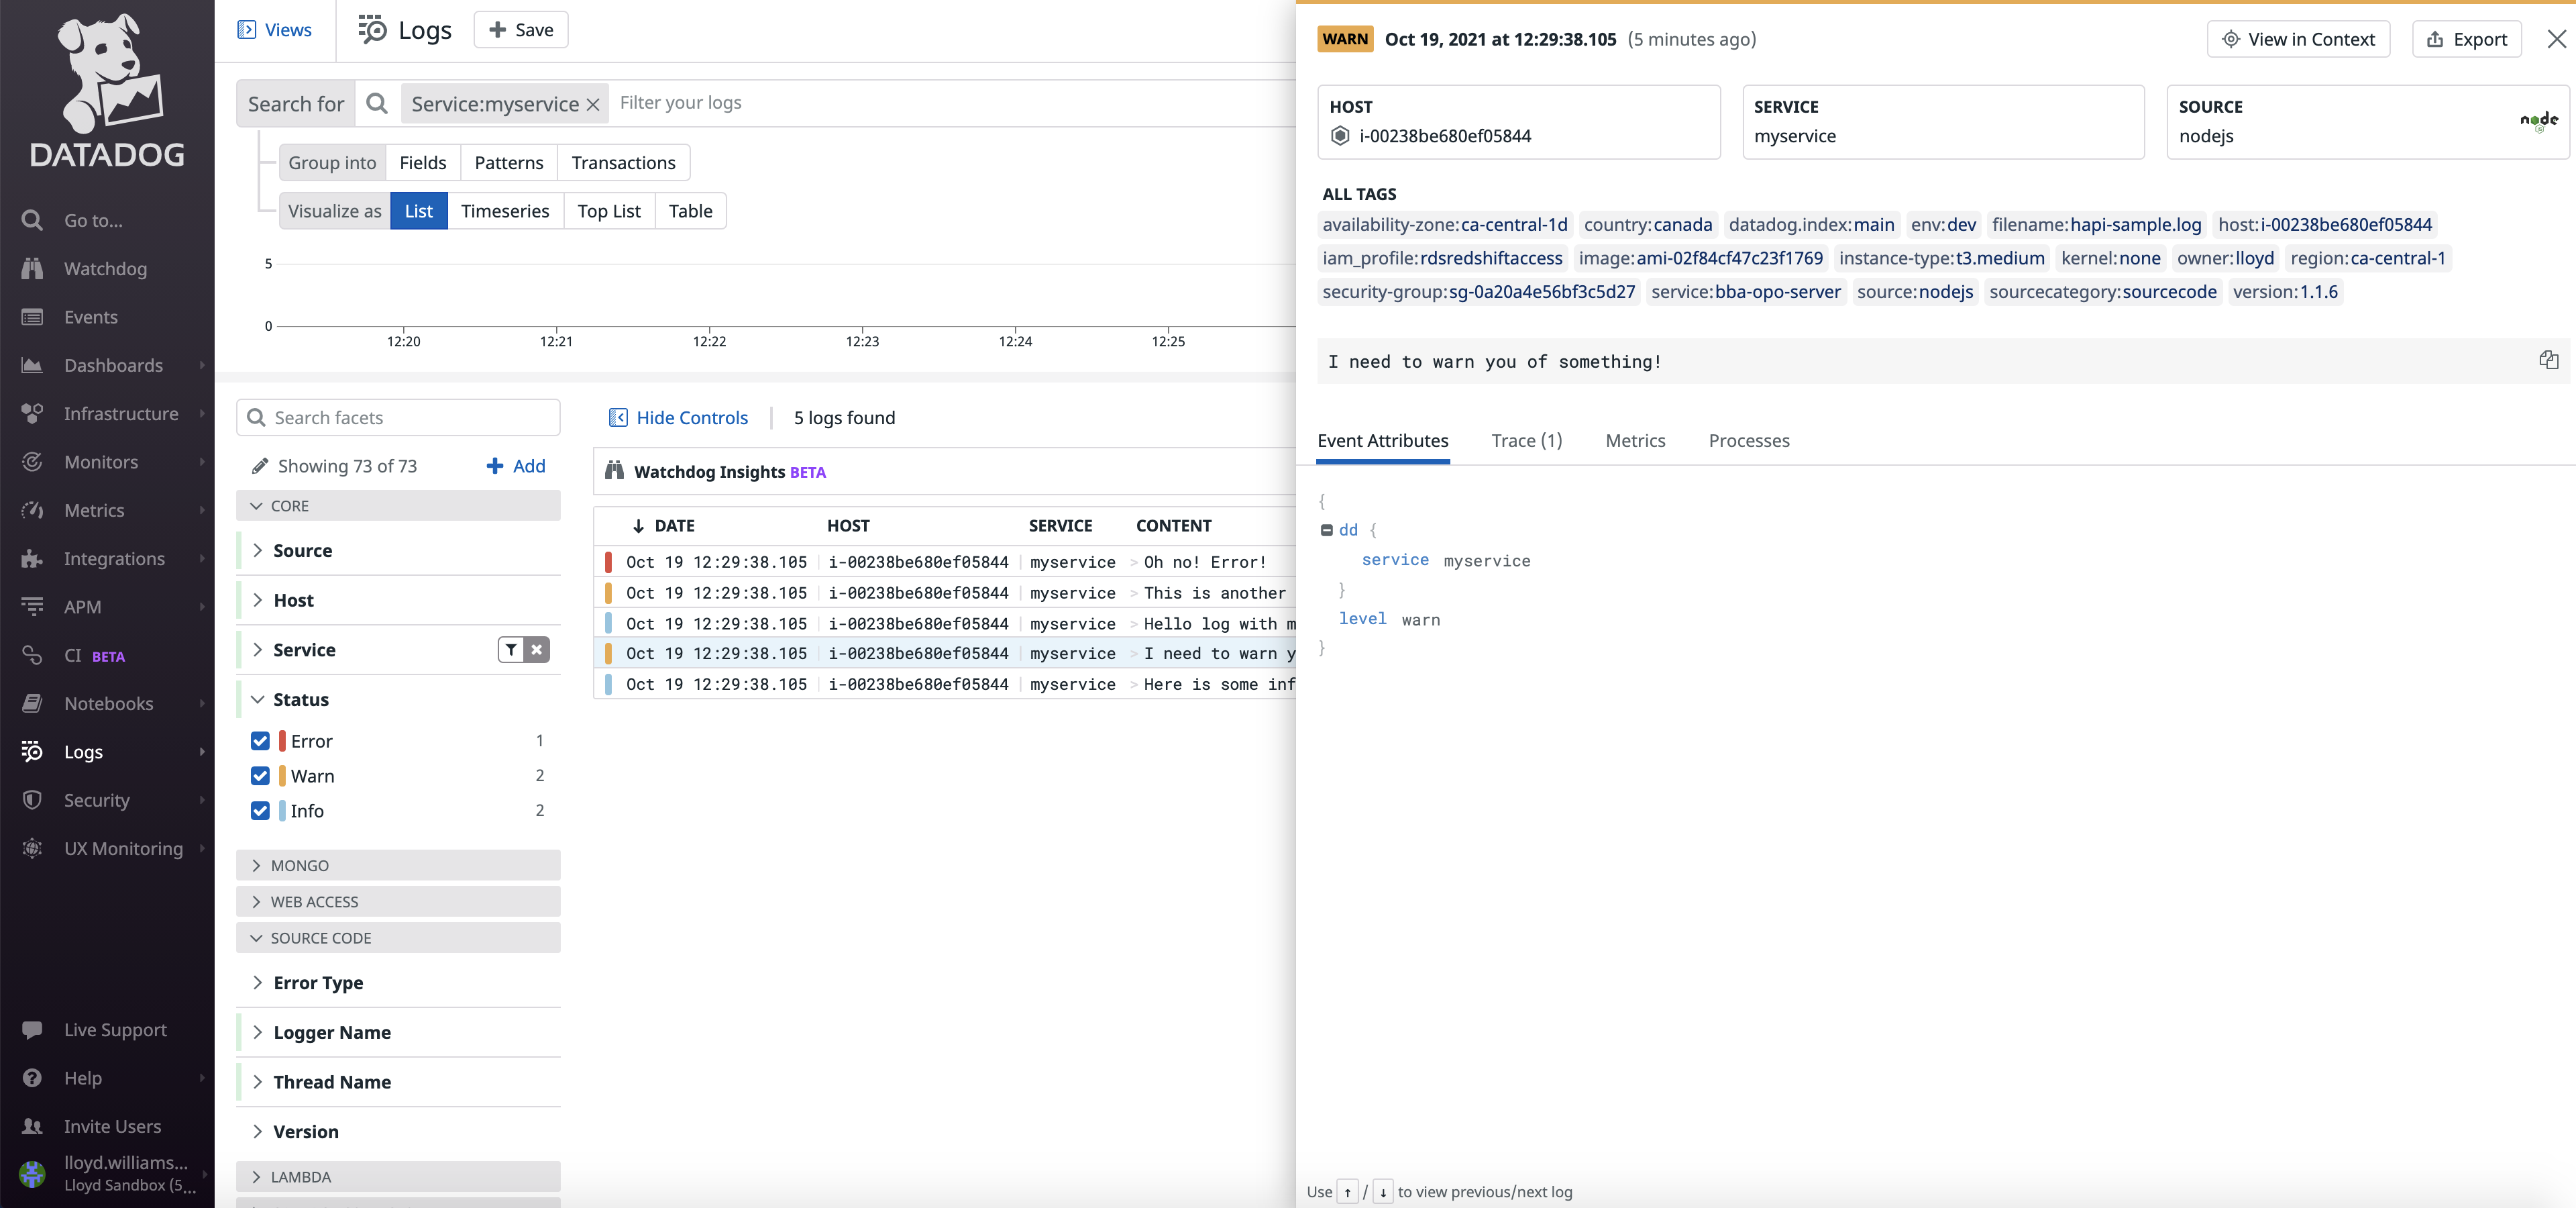 DATADOG
Go to...
Watchdog
Events
Dashboards
Infrastructure
Monitors
Metrics
Integrations
APM
CI BETA
Notebooks
Logs
Security
UX Monitoring
Live Support
Help
Invite Users
lloyd.williams...
Lloyd Sandbox (5...
Views
Logs
Save
Search for Service:myservice Filter your logs
Group into Fields Patterns Transactions
Visualize as List Timeseries Top List Table
5
0
12:20 12:21 12:22 12:23 12:24 12:25
Search facets
Showing 73 of 73 Add
CORE
Source
Host
Service
Status
Error 1
Warn 2
Info 2
MONGO
WEB ACCESS
SOURCE CODE
Error Type
Logger Name
Thread Name
Version
LAMBDA
Hide Controls 5 logs found
Watchdog Insights BETA
DATE HOST SERVICE CONTENT
Oct 19 12:29:38.105 i-00238be680ef05844 myservice > Oh no! Error!
Oct 19 12:29:38.105 i-00238be680ef05844 myservice > This is another
Oct 19 12:29:38.105 i-00238be680ef05844 myservice > Hello log with m
Oct 19 12:29:38.105 i-00238be680ef05844 myservice > I need to warn y
Oct 19 12:29:38.105 i-00238be680ef05844 myservice > Here is some inf
WARN Oct 19, 2021 at 12:29:38.105 (5 minutes ago) View in Context Export
HOST
i-00238be680ef05844
SERVICE
myservice
SOURCE
nodejs
node
ALL TAGS
availability-zone:ca-central-1d country:canada datadog.index:main env:dev filename:hapi-sample.log host:i-00238be680ef05844
iam_profile:rdsredshiftaccess image:ami-02f84cf47c23f1769 instance-type:t3.medium kernel:none owner:lloyd region:ca-central-1
security-group:sg-0a20a4e56bf3c5d27 service:bba-opo-server source:nodejs sourcecategory:sourcecode version:1.1.6
I need to warn you of something!
Event Attributes Trace (1) Metrics Processes
{
dd {
service myservice
}
level warn
}
Use ↑ / ↓ to view previous/next log